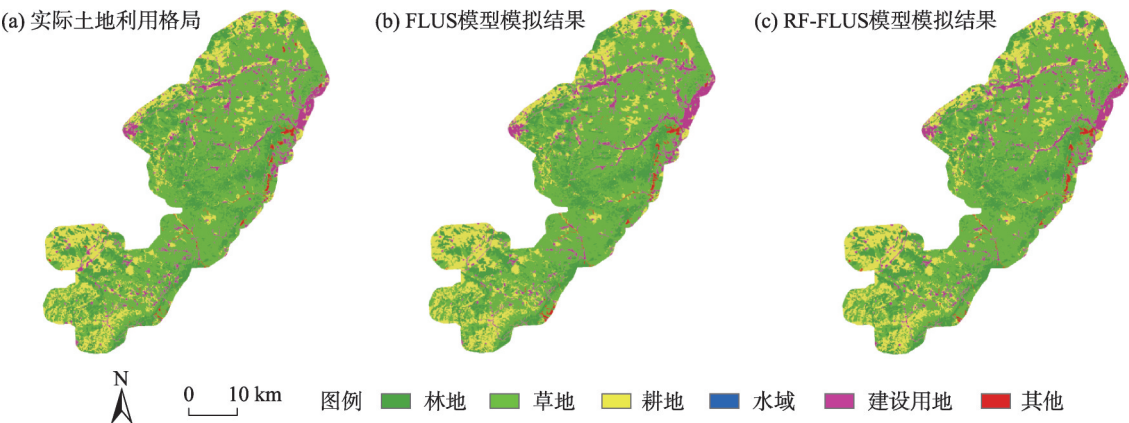 (a) 实际土地利用格局
(b) FLUS模型模拟结果
(c) RF-FLUS模型模拟结果
N
0 10 km
图例 林地 草地 耕地 水域 建设用地 其他